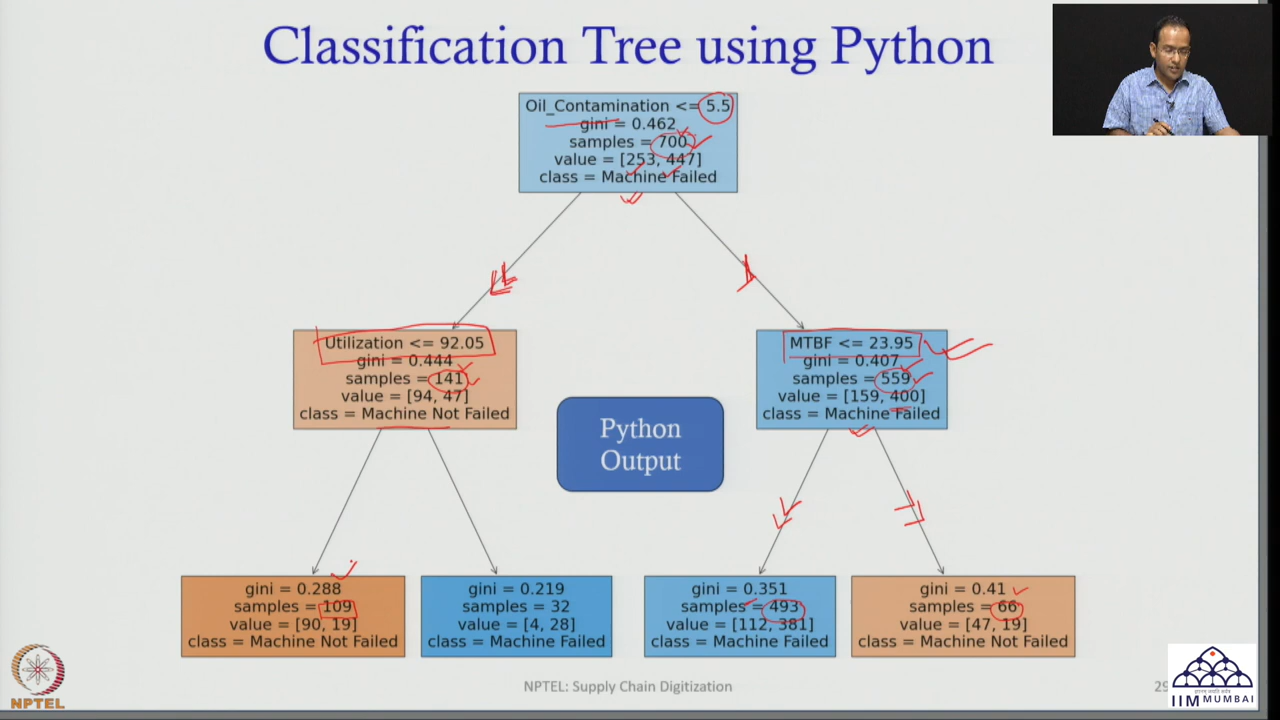 Classification Tree using Python
Oil_Contamination <= 5.5
gini = 0.462
samples = 700
value = [253, 447]
class = Machine Failed
Utilization <= 92.05
gini = 0.444
samples = 141
value = [94, 47]
class = Machine Not Failed
MTBF <= 23.95
gini = 0.407
samples = 559
value = [159, 400]
class = Machine Failed
Python
Output
gini = 0.288
samples = 109
value = [90, 19]
class = Machine Not Failed
gini = 0.219
samples = 32
value = [4, 28]
class = Machine Failed
gini = 0.351
samples = 493
value = [112, 381]
class = Machine Failed
gini = 0.41
samples = 66
value = [47, 19]
class = Machine Not Failed
NPTEL
NPTEL: Supply Chain Digitization
IIM MUMBAI